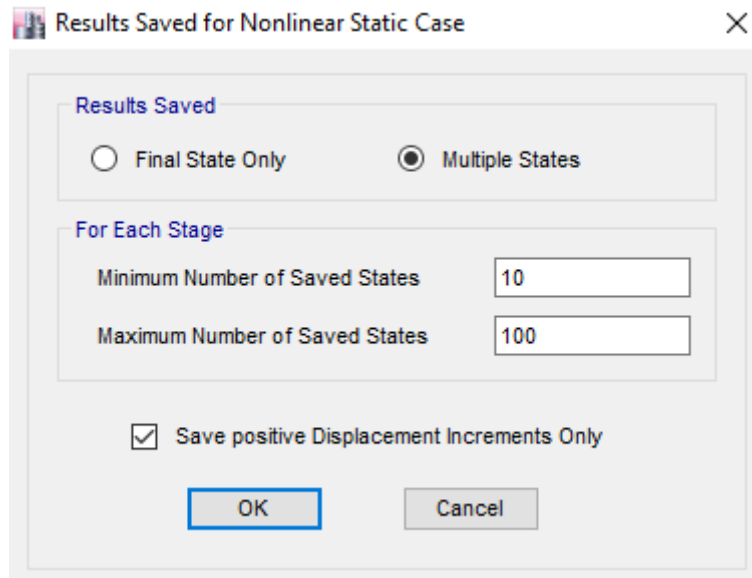 Results Saved for Nonlinear Static Case
Results Saved
Final State Only
Multiple States
For Each Stage
Minimum Number of Saved States 10
Maximum Number of Saved States 100
Save positive Displacement Increments Only
OK
Cancel